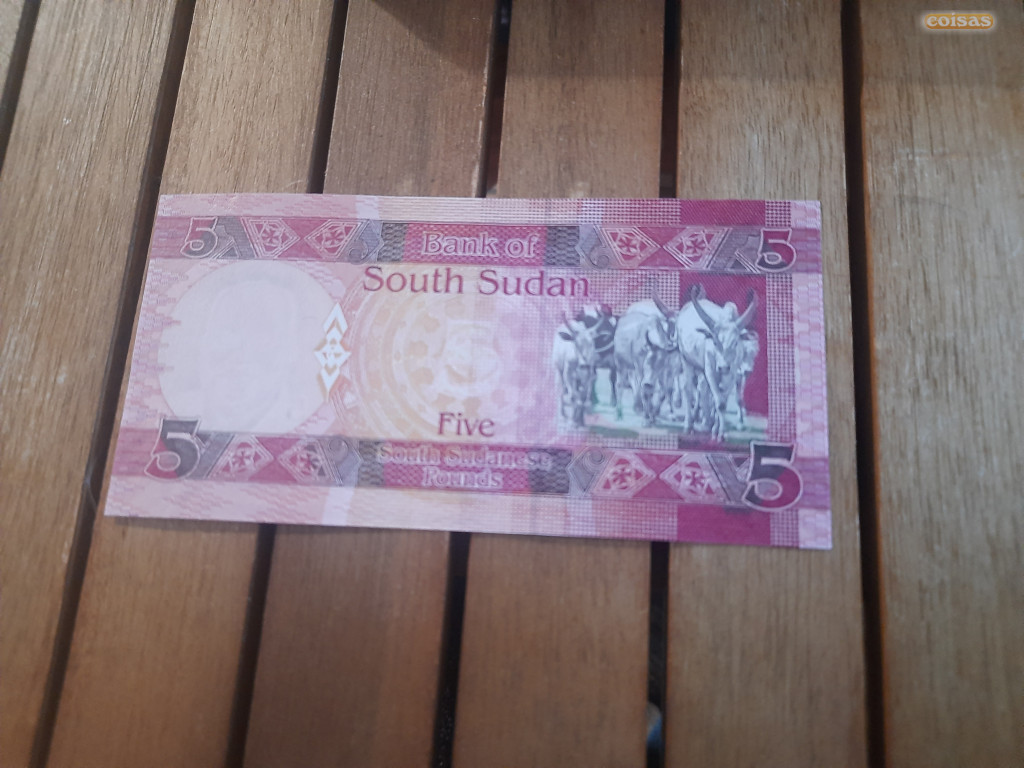 coisas
5
Bank of
5
South Sudan
Five
5
South Sudanese
Pounds
5